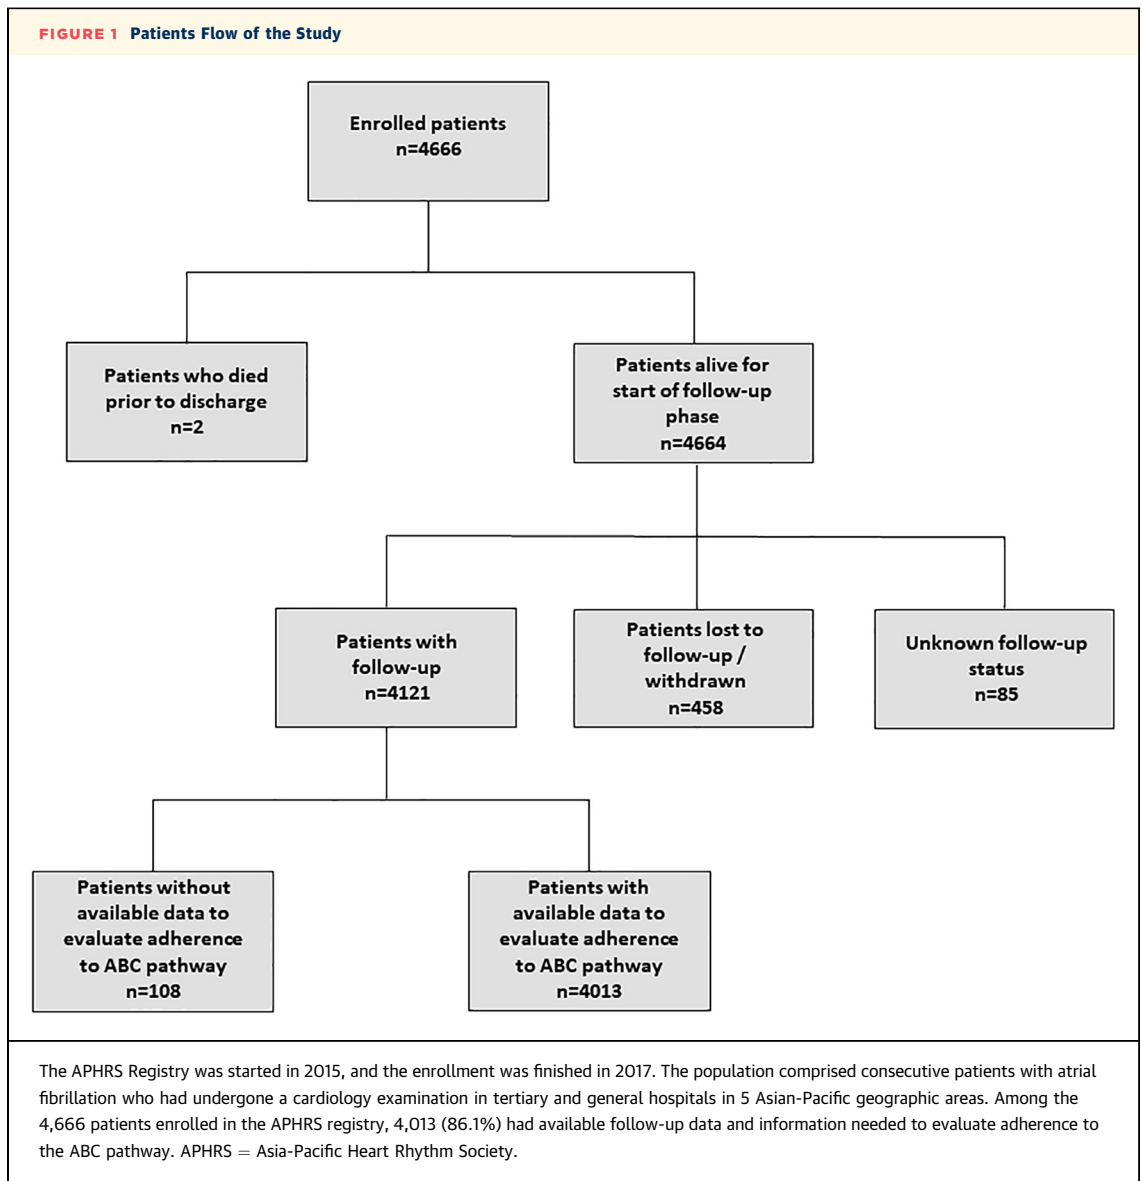 FIGURE 1 Patients Flow of the Study
Enrolled patients
n=4666
Patients who died
prior to discharge
n=2
Patients alive for
start of follow-up
phase
n=4664
Patients with
follow-up
n=4121
Patients lost to
follow-up /
withdrawn
n=458
Unknown follow-up
status
n=85
Patients without
available data to
evaluate adherence
to ABC pathway
n=108
Patients with
available data to
evaluate adherence
to ABC pathway
n=4013
The APHRS Registry was started in 2015, and the enrollment was finished in 2017. The population comprised consecutive patients with atrial
fibrillation who had undergone a cardiology examination in tertiary and general hospitals in 5 Asian-Pacific geographic areas. Among the
4,666 patients enrolled in the APHRS registry, 4,013 (86.1%) had available follow-up data and information needed to evaluate adherence to
the ABC pathway. APHRS = Asia-Pacific Heart Rhythm Society.